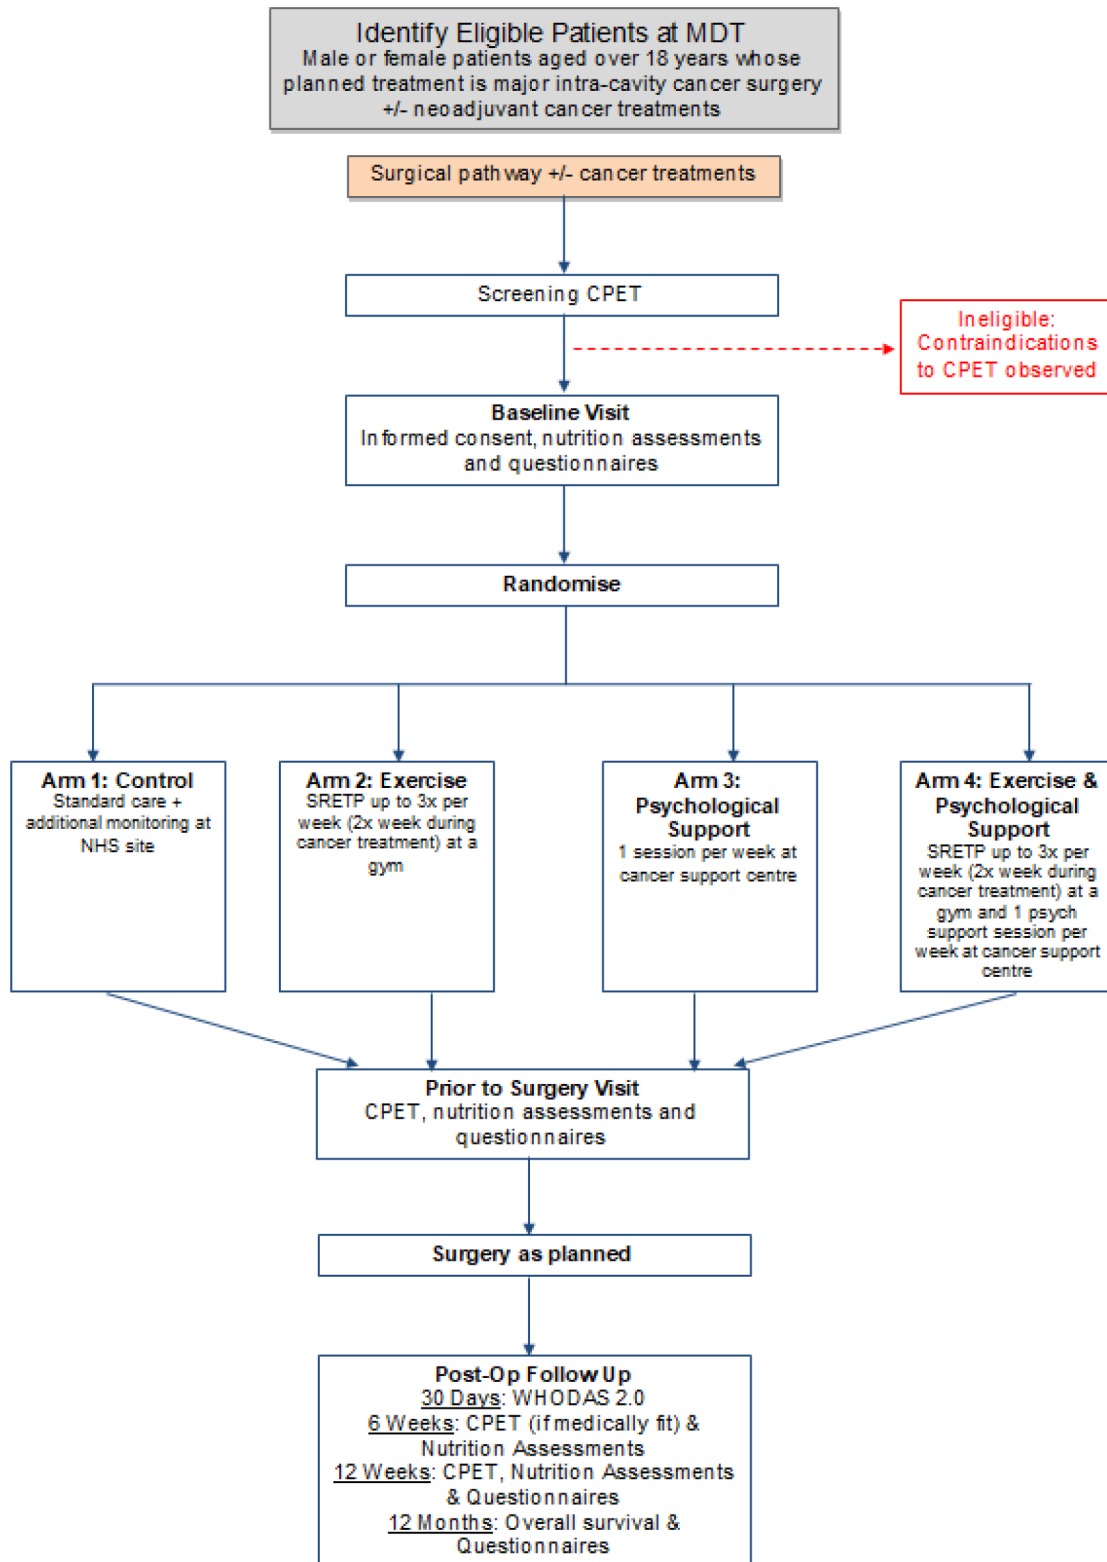 Identify Eligible Patients at MDT
Male or female patients aged over 18 years whose
planned treatment is major intra-cavity cancer surgery
+/- neoadjuvant cancer treatments
Surgical pathway +/- cancer treatments
Screening CPET
Ineligible:
Contraindications
to CPET observed
Baseline Visit
Informed consent, nutrition assessments
and questionnaires
Randomise
Arm 1: Control
Standard care +
additional monitoring at
NHS site
Arm 2: Exercise
SRETP up to 3x per
week (2x week during
cancer treatment) at a
gym
Arm 3:
Psychological
Support
1 session per week at
cancer support centre
Arm 4: Exercise &
Psychological
Support
SRETP up to 3x per
week (2x week during
cancer treatment) at a
gym and 1 psych
support session per
week at cancer support
centre
Prior to Surgery Visit
CPET, nutrition assessments and
questionnaires
Surgery as planned
Post-Op Follow Up
30 Days: WHODAS 2.0
6 Weeks: CPET (if medically fit) &
Nutrition Assessments
12 Weeks: CPET, Nutrition Assessments
& Questionnaires
12 Months: Overall survival &
Questionnaires